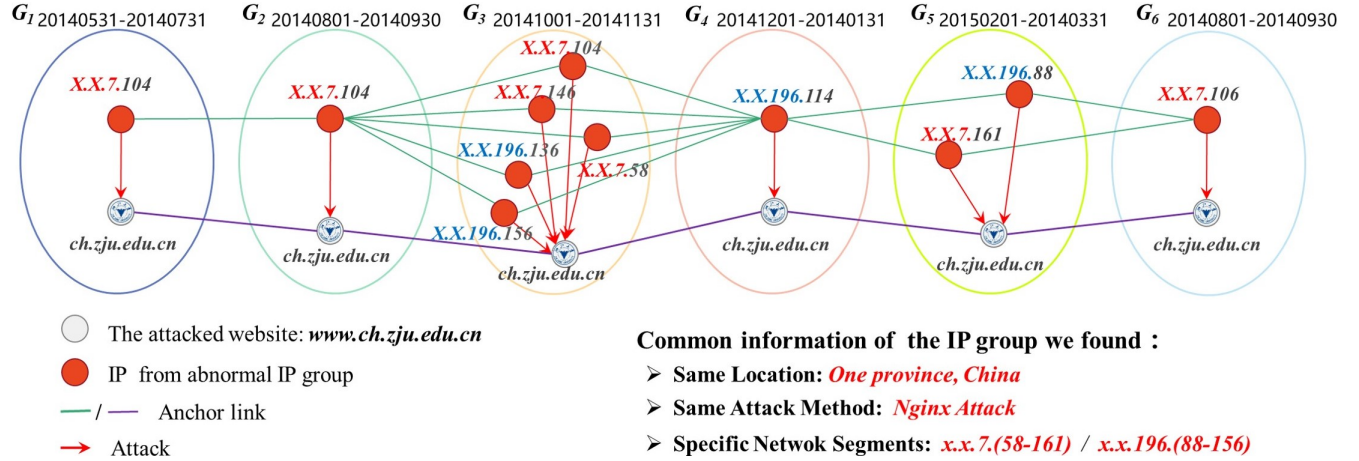 G1 20140531-20140731
G2 20140801-20140930
G3 20141001-20141131
G4 20141201-20140131
G5 20150201-20140331
G6 20140801-20140930
X.X.7.104
ch.zju.edu.cn
X.X.7.104
ch.zju.edu.cn
X.X.7.104
X.X.7.146
X.X.196.136
X.X.7.58
X.X.196.156
ch.zju.edu.cn
X.X.196.114
ch.zju.edu.cn
X.X.196.88
X.X.7.161
ch.zju.edu.cn
X.X.7.106
ch.zju.edu.cn
The attacked website: www.ch.zju.edu.cn
IP from abnormal IP group
/ Anchor link
Attack
Common information of the IP group we found :
➢ Same Location: One province, China
➢ Same Attack Method: Nginx Attack
➢ Specific Netwok Segments: x.x.7.(58-161) / x.x.196.(88-156)